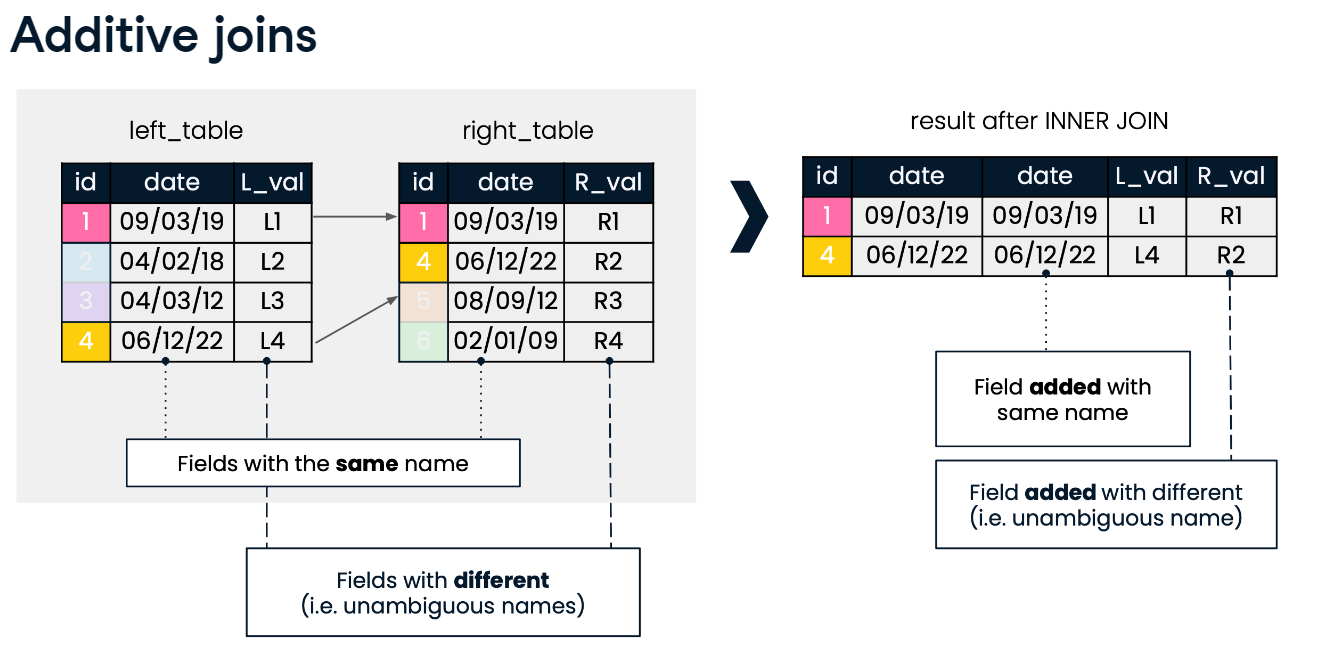 Additive joins
left_table
id date L_val
1 09/03/19 L1
2 04/02/18 L2
3 04/03/12 L3
4 06/12/22 L4
right_table
id date R_val
1 09/03/19 R1
4 06/12/22 R2
5 08/09/12 R3
6 02/01/09 R4
Fields with the same name
Fields with different
(i.e. unambiguous names)
result after INNER JOIN
id date date L_val R_val
1 09/03/19 09/03/19 L1 R1
4 06/12/22 06/12/22 L4 R2
Field added with
same name
Field added with different
(i.e. unambiguous name)